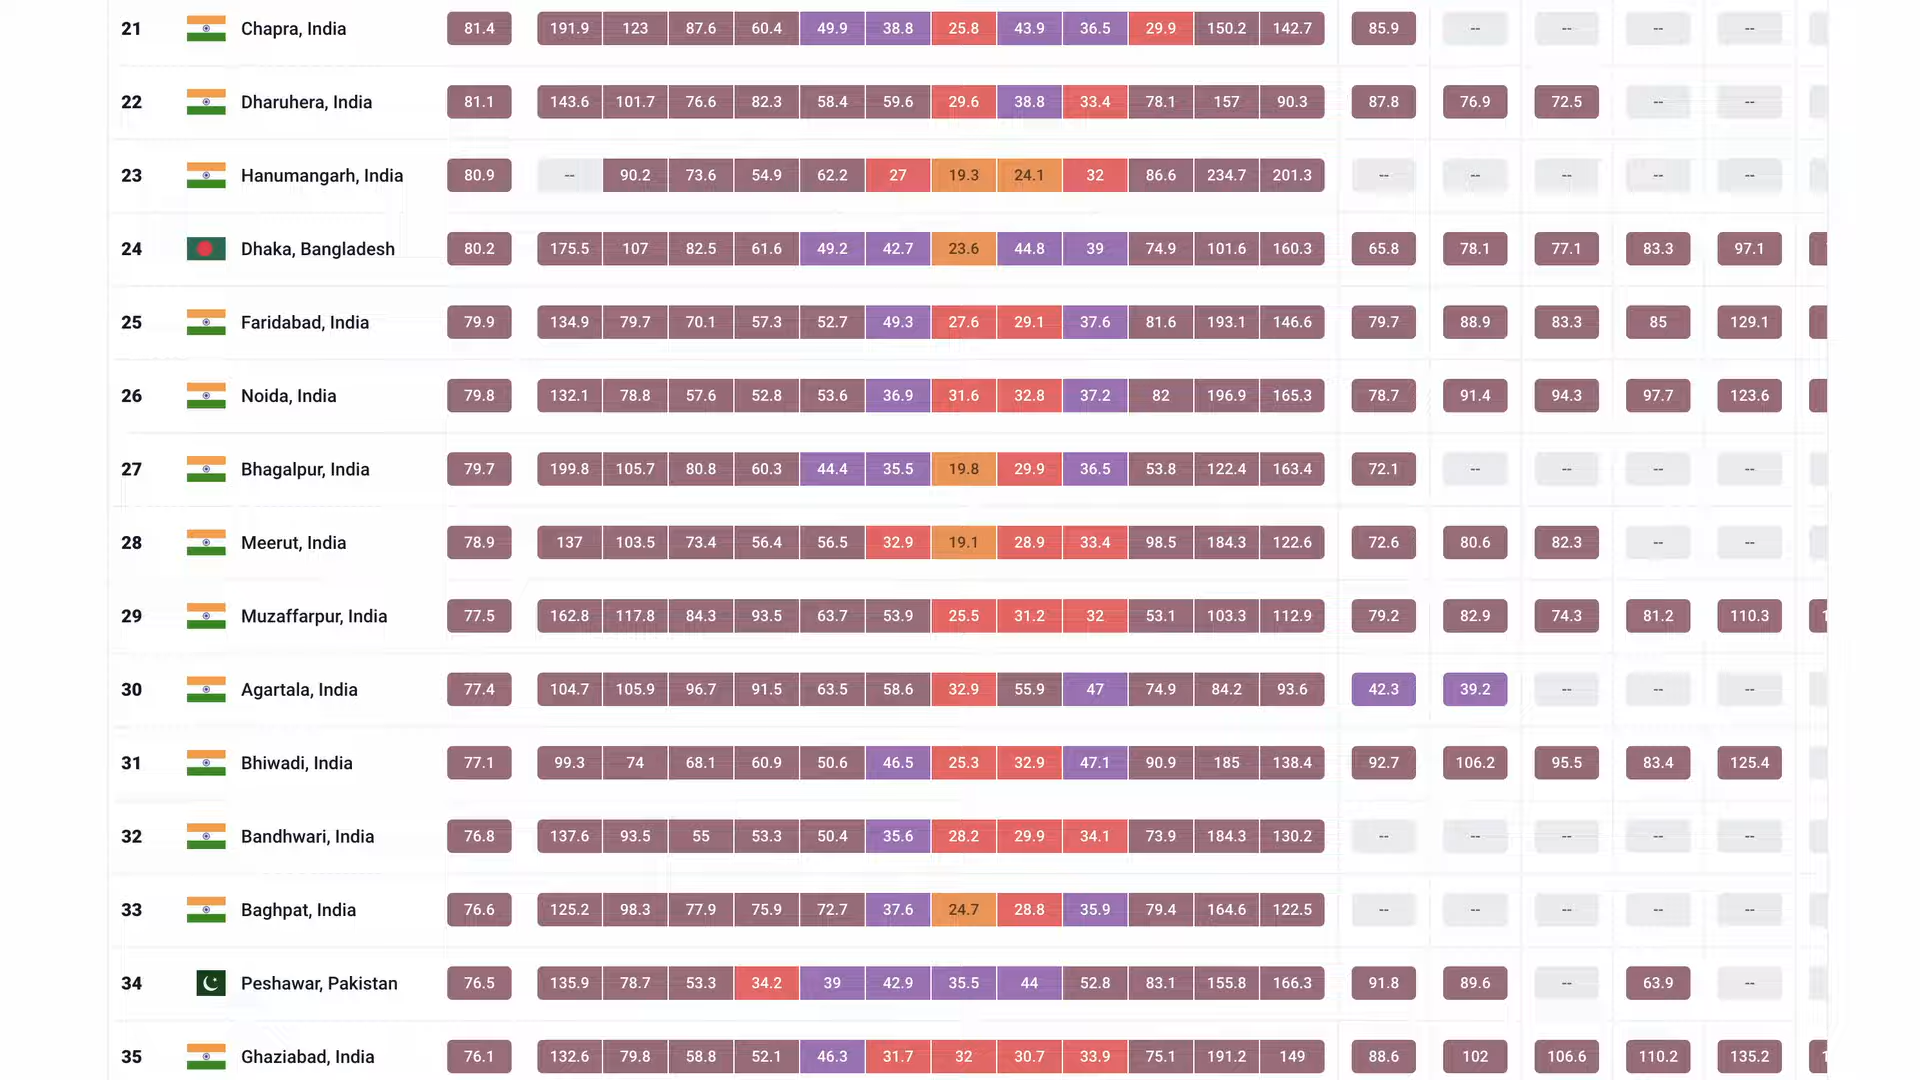 21 Chapra, India 81.4 191.9 123 87.6 60.4 49.9 38.8 25.8 43.9 36.5 29.9 150.2 142.7 85.9 -- -- -- --
22 Dharuhera, India 81.1 143.6 101.7 76.6 82.3 58.4 59.6 29.6 38.8 33.4 78.1 157 90.3 87.8 76.9 72.5 -- --
23 Hanumangarh, India 80.9 -- 90.2 73.6 54.9 62.2 27 19.3 24.1 32 86.6 234.7 201.3 -- -- -- -- --
24 Dhaka, Bangladesh 80.2 175.5 107 82.5 61.6 49.2 42.7 23.6 44.8 39 74.9 101.6 160.3 65.8 78.1 77.1 83.3 97.1
25 Faridabad, India 79.9 134.9 79.7 70.1 57.3 52.7 49.3 27.6 29.1 37.6 81.6 193.1 146.6 79.7 88.9 83.3 85 129.1
26 Noida, India 79.8 132.1 78.8 57.6 52.8 53.6 36.9 31.6 32.8 37.2 82 196.9 165.3 78.7 91.4 94.3 97.7 123.6
27 Bhagalpur, India 79.7 199.8 105.7 80.8 60.3 44.4 35.5 19.8 29.9 36.5 53.8 122.4 163.4 72.1 -- -- -- --
28 Meerut, India 78.9 137 103.5 73.4 56.4 56.5 32.9 19.1 28.9 33.4 98.5 184.3 122.6 72.6 80.6 82.3 -- --
29 Muzaffarpur, India 77.5 162.8 117.8 84.3 93.5 63.7 53.9 25.5 31.2 32 53.1 103.3 112.9 79.2 82.9 74.3 81.2 110.3
30 Agartala, India 77.4 104.7 105.9 96.7 91.5 63.5 58.6 32.9 55.9 47 74.9 84.2 93.6 42.3 39.2 -- -- --
31 Bhiwadi, India 77.1 99.3 74 68.1 60.9 50.6 46.5 25.3 32.9 47.1 90.9 185 138.4 92.7 106.2 95.5 83.4 125.4
32 Bandhwari, India 76.8 137.6 93.5 55 53.3 50.4 35.6 28.2 29.9 34.1 73.9 184.3 130.2 -- -- -- -- --
33 Baghpat, India 76.6 125.2 98.3 77.9 75.9 72.7 37.6 24.7 28.8 35.9 79.4 164.6 122.5 -- -- -- -- --
34 Peshawar, Pakistan 76.5 135.9 78.7 53.3 34.2 39 42.9 35.5 44 52.8 83.1 155.8 166.3 91.8 89.6 -- 63.9 --
35 Ghaziabad, India 76.1 132.6 79.8 58.8 52.1 46.3 31.7 32 30.7 33.9 75.1 191.2 149 88.6 102 106.6 110.2 135.2